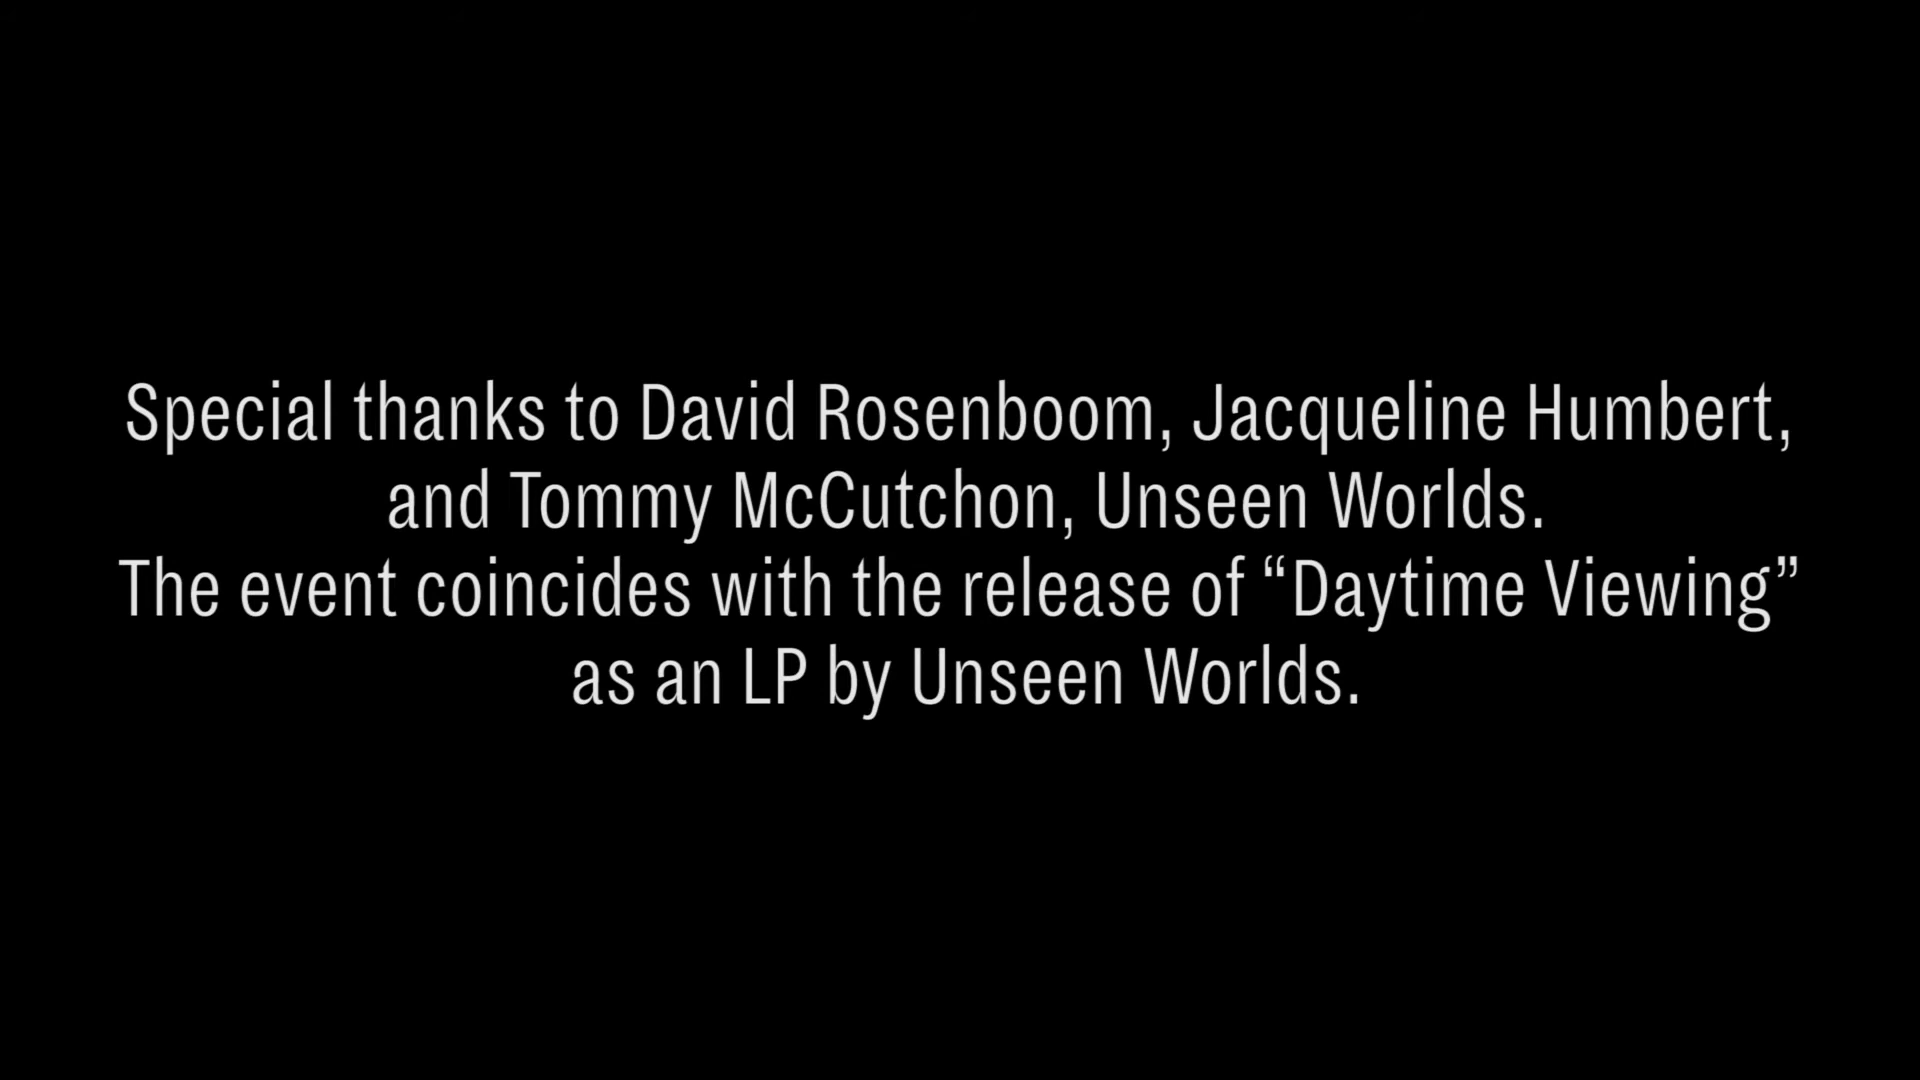 Special thanks to David Rosenboom, Jacqueline Humbert,
and Tommy McCutchon, Unseen Worlds.
The event coincides with the release of “Daytime Viewing”
as an LP by Unseen Worlds.